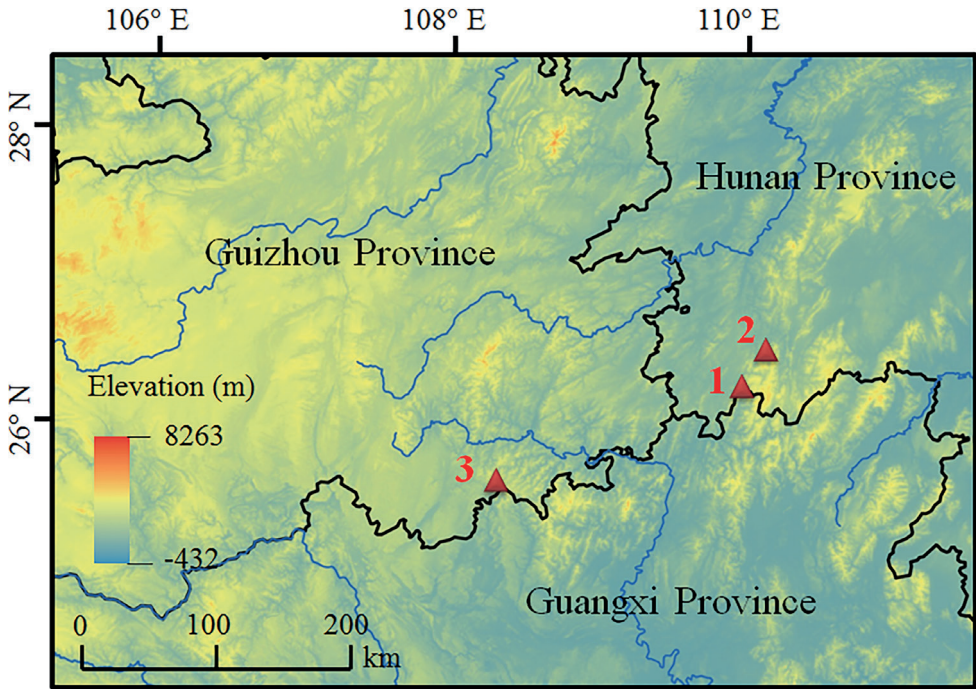 106° E 108° E 110° E
28° N
Hunan Province
Guizhou Province
2
Elevation (m)
1
26° N
8263
3
-432
Guangxi Province
0 100 200
km